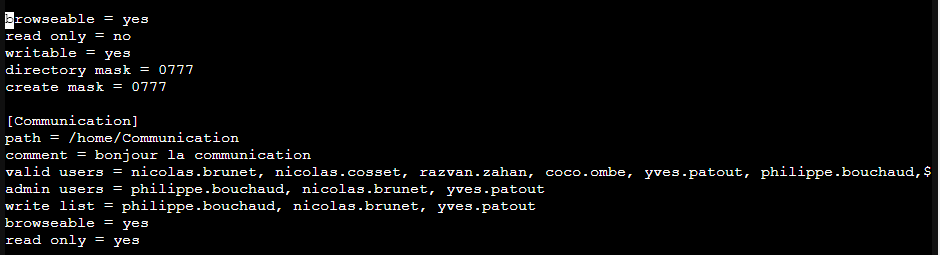 browseable = yes
read only = no
writable = yes
directory mask = 0777
create mask = 0777
[Communication]
path = /home/Communication
comment = bonjour la communication
valid users = nicolas.brunet, nicolas.cosset, razvan.zahan, coco.ombe, yves.patout, philippe.bouchaud,$
admin users = philippe.bouchaud, nicolas.brunet, yves.patout
write list = philippe.bouchaud, nicolas.brunet, yves.patout
browseable = yes
read only = yes